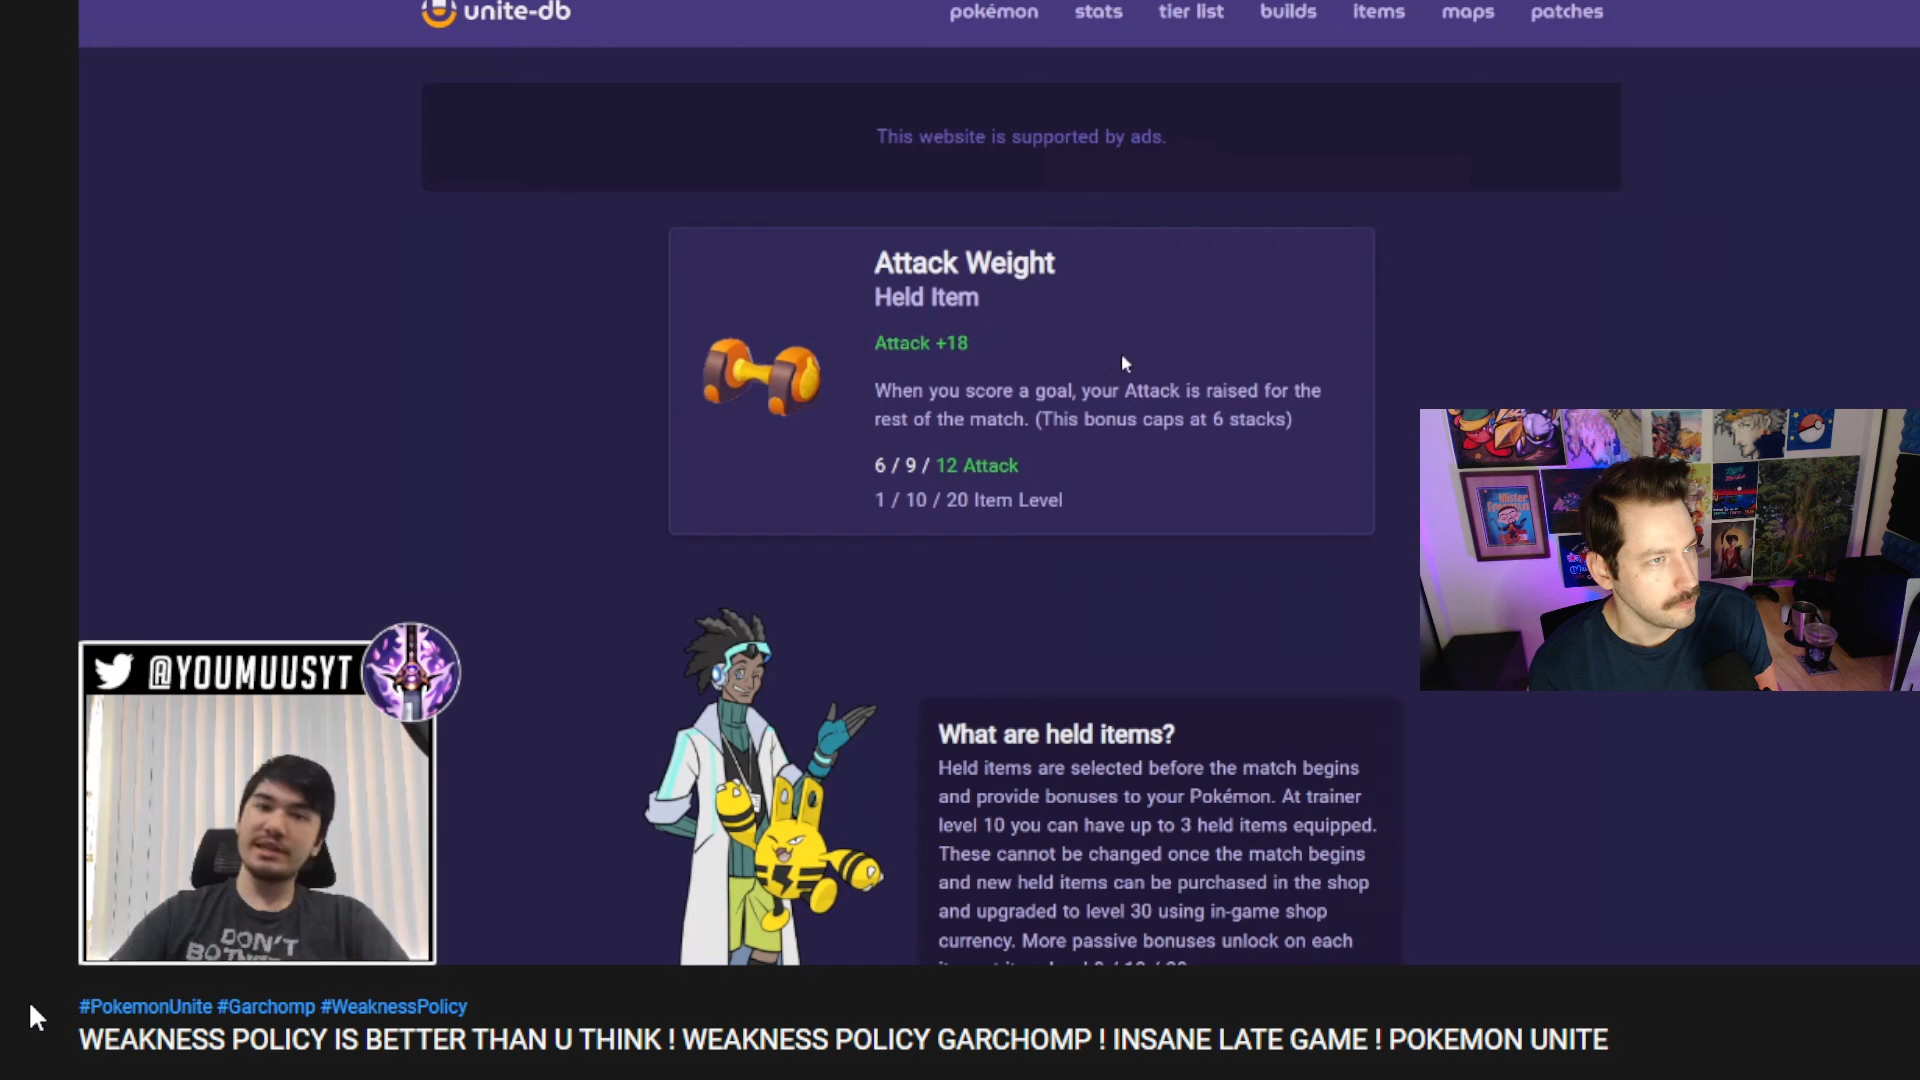 unite-db
pokémon stats tier list builds items maps patches
This website is supported by ads.
Attack Weight
Held Item
Attack +18
When you score a goal, your Attack is raised for the
rest of the match. (This bonus caps at 6 stacks)
6 / 9 / 12 Attack
1 / 10 / 20 Item Level
Mister
@YOUMUUSYT
DON'T
What are held items?
Held items are selected before the match begins
and provide bonuses to your Pokémon. At trainer
level 10 you can have up to 3 held items equipped.
These cannot be changed once the match begins
and new held items can be purchased in the shop
and upgraded to level 30 using in-game shop
currency. More passive bonuses unlock on each
#PokemonUnite #Garchomp #WeaknessPolicy
WEAKNESS POLICY IS BETTER THAN U THINK ! WEAKNESS POLICY GARCHOMP ! INSANE LATE GAME ! POKEMON UNITE